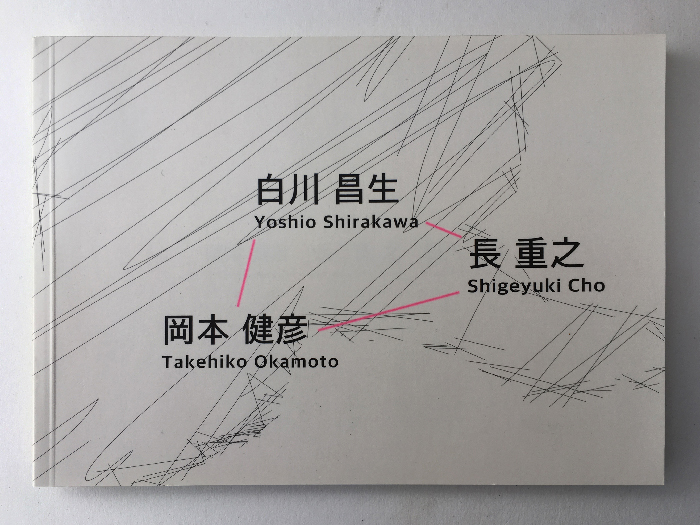 白川 昌生
Yoshio Shirakawa
長 重之
Shigeyuki Cho
岡本 健彦
Takehiko Okamoto